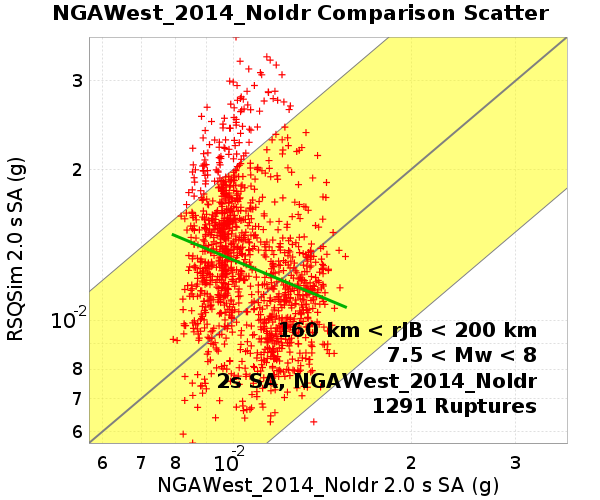 NGAWest_2014_NoIdr Comparison Scatter
RSQSim 2.0 s SA (g)
3
2
10^-2
8
7
6
160 km < rJB < 200 km
7.5 < Mw < 8
2s SA, NGAWest_2014_NoIdr
1291 Ruptures
6 7 8 10^-2 2 3
NGAWest_2014_NoIdr 2.0 s SA (g)